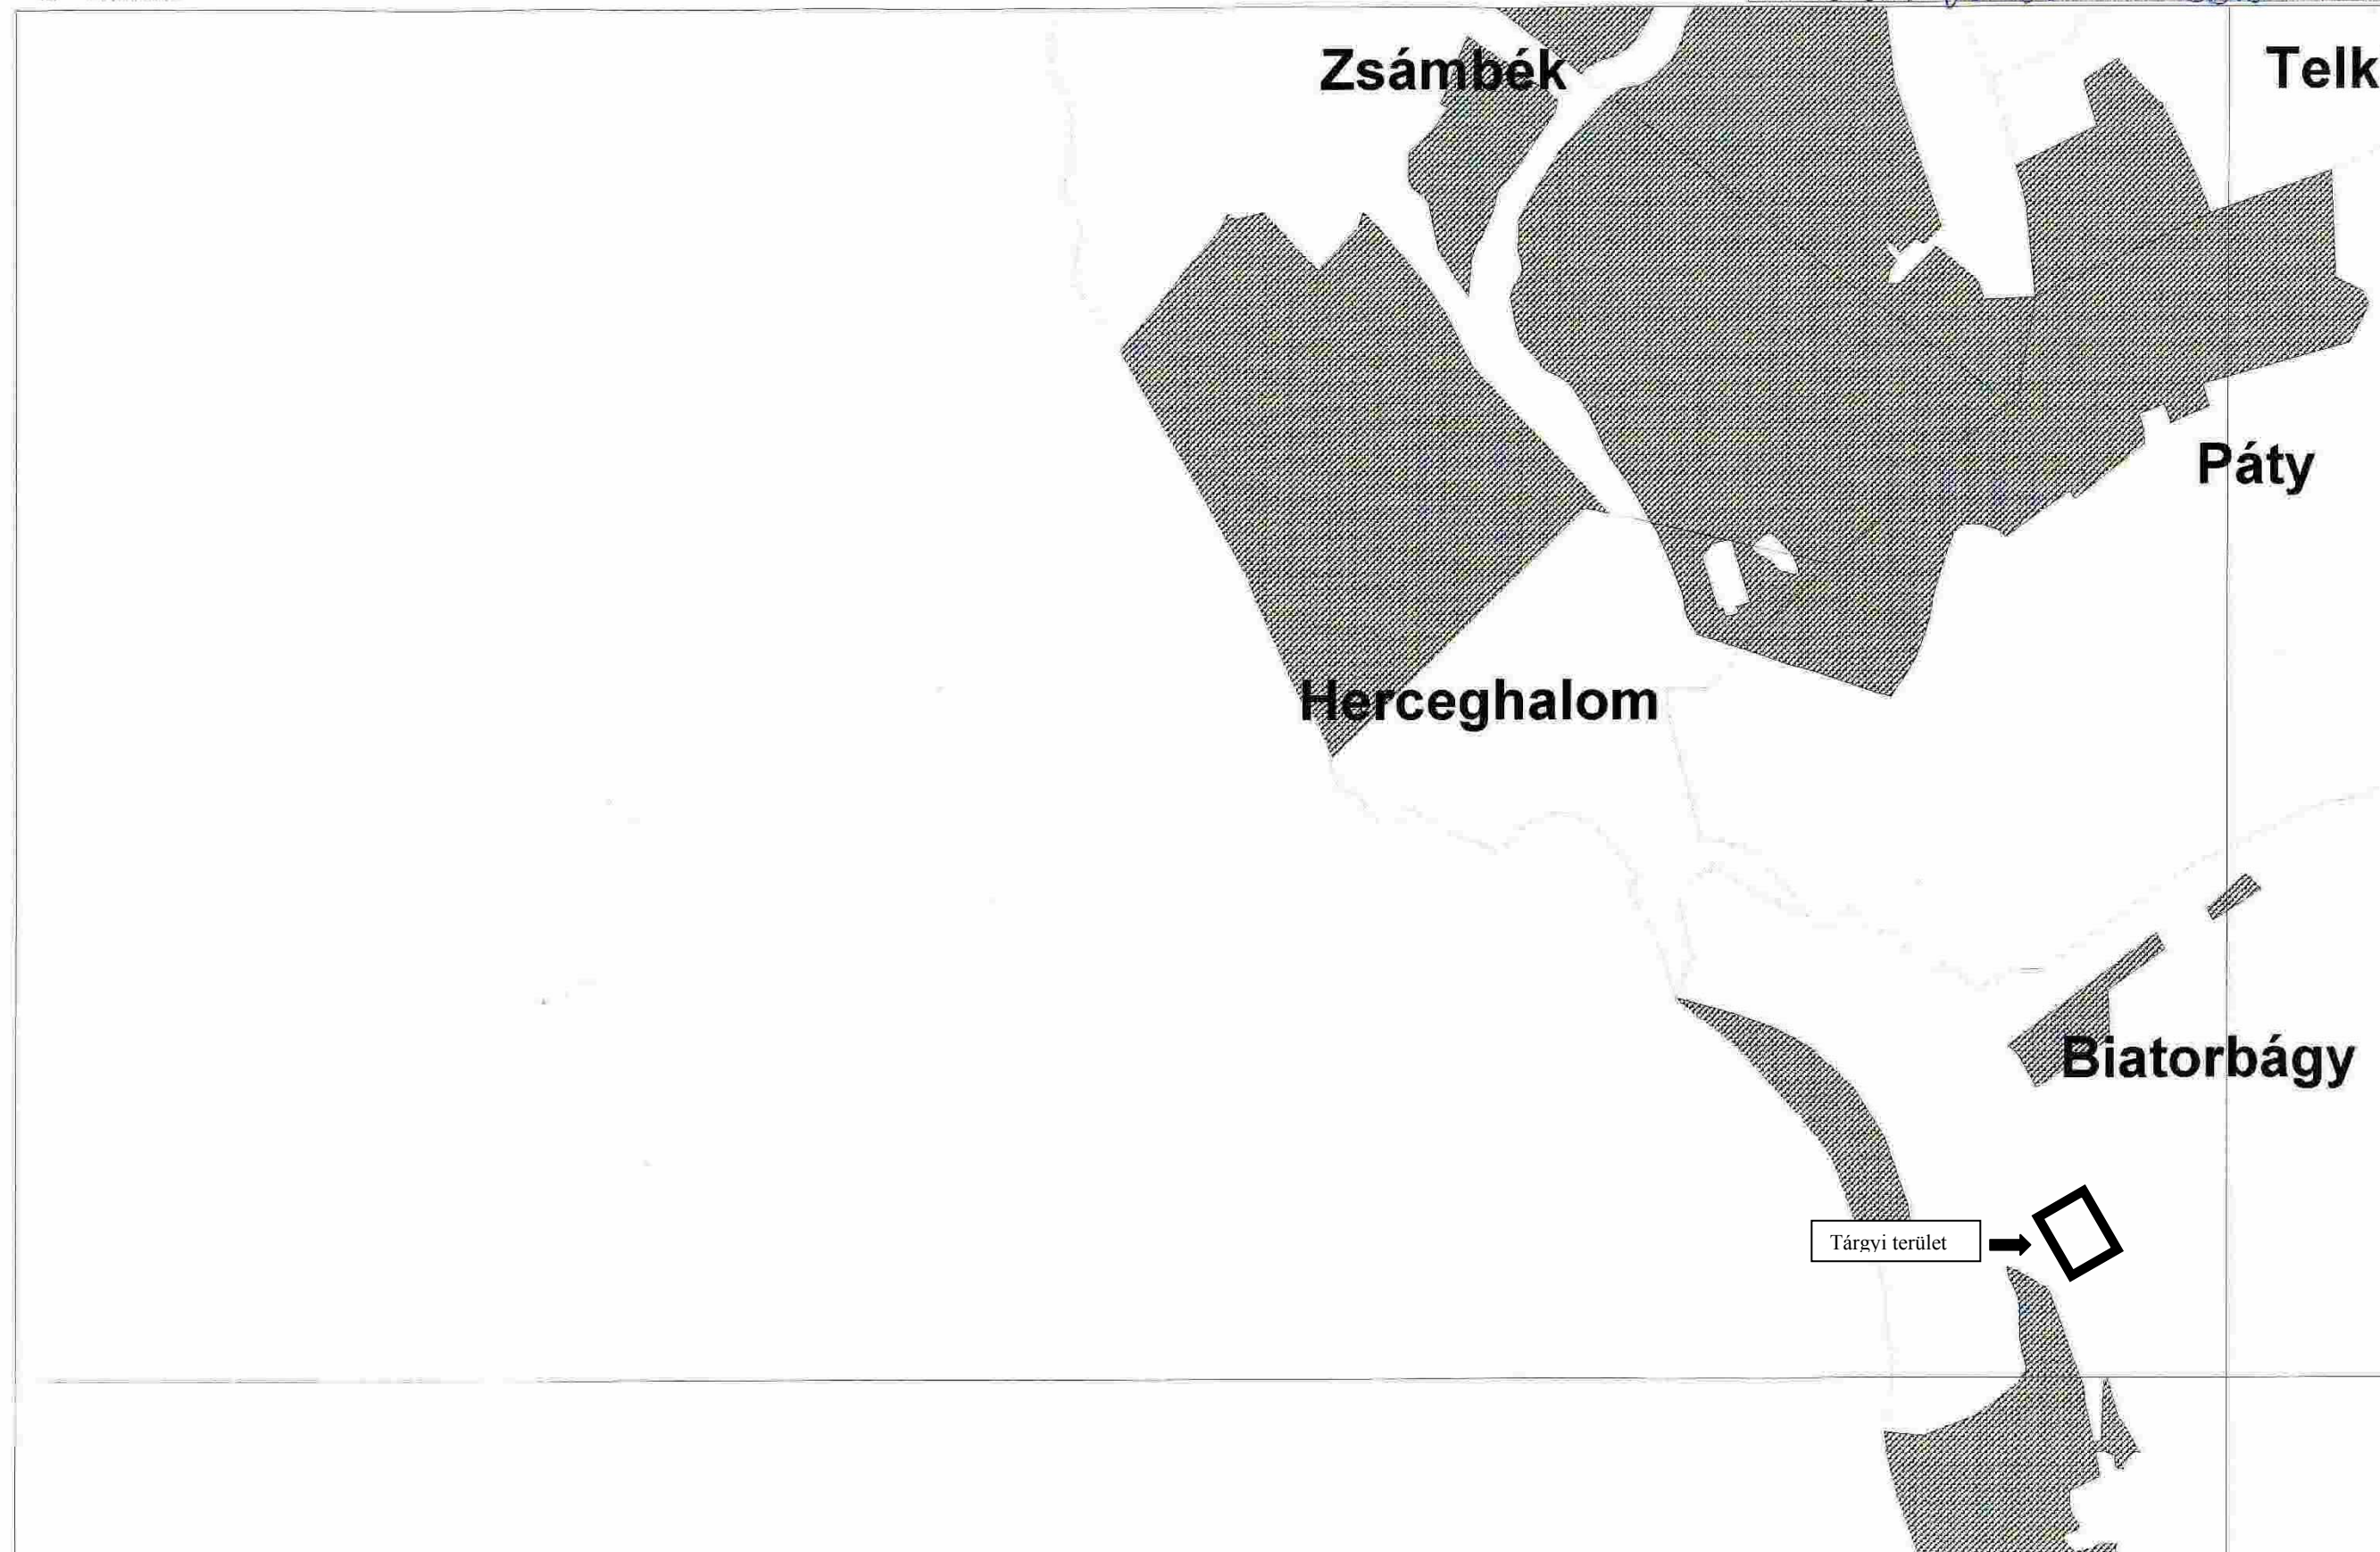 Zsámbék
Telk
Páty
Herceghalom
Biatorbágy
Tárgyi terület